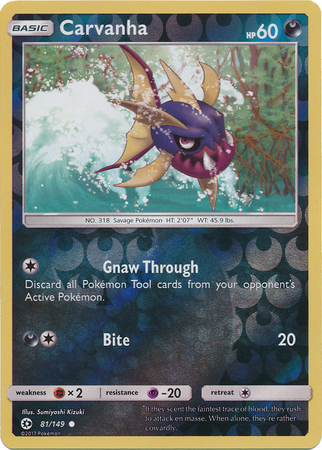 BASIC Carvanha HP60
NO. 318 Savage Pokémon HT: 2'07" WT: 45.9 lbs.
Gnaw Through
Discard all Pokémon Tool cards from your opponent's
Active Pokémon.
Bite 20
weakness ×2 resistance -20 retreat
Illus. Sumiyoshi Kizuki
81/149
©2017 Pokémon
If they scent the faintest trace of blood, they rush
to attack en masse. When alone, they're rather
cowardly.